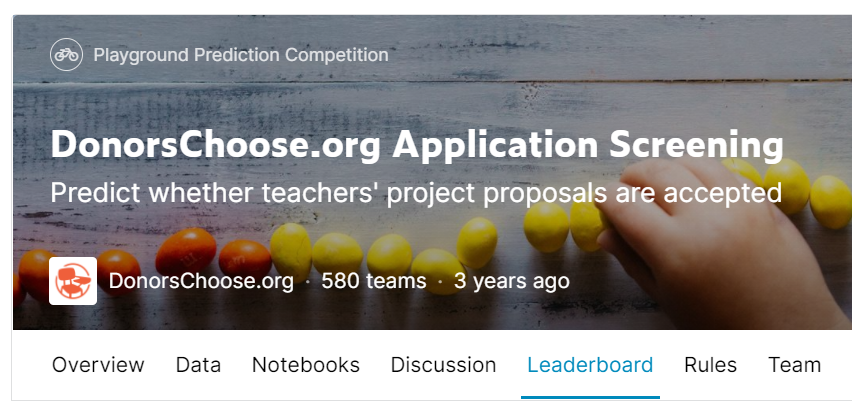 Playground Prediction Competition
DonorsChoose.org Application Screening
Predict whether teachers' project proposals are accepted
DonorsChoose.org · 580 teams · 3 years ago
Overview Data Notebooks Discussion Leaderboard Rules Team